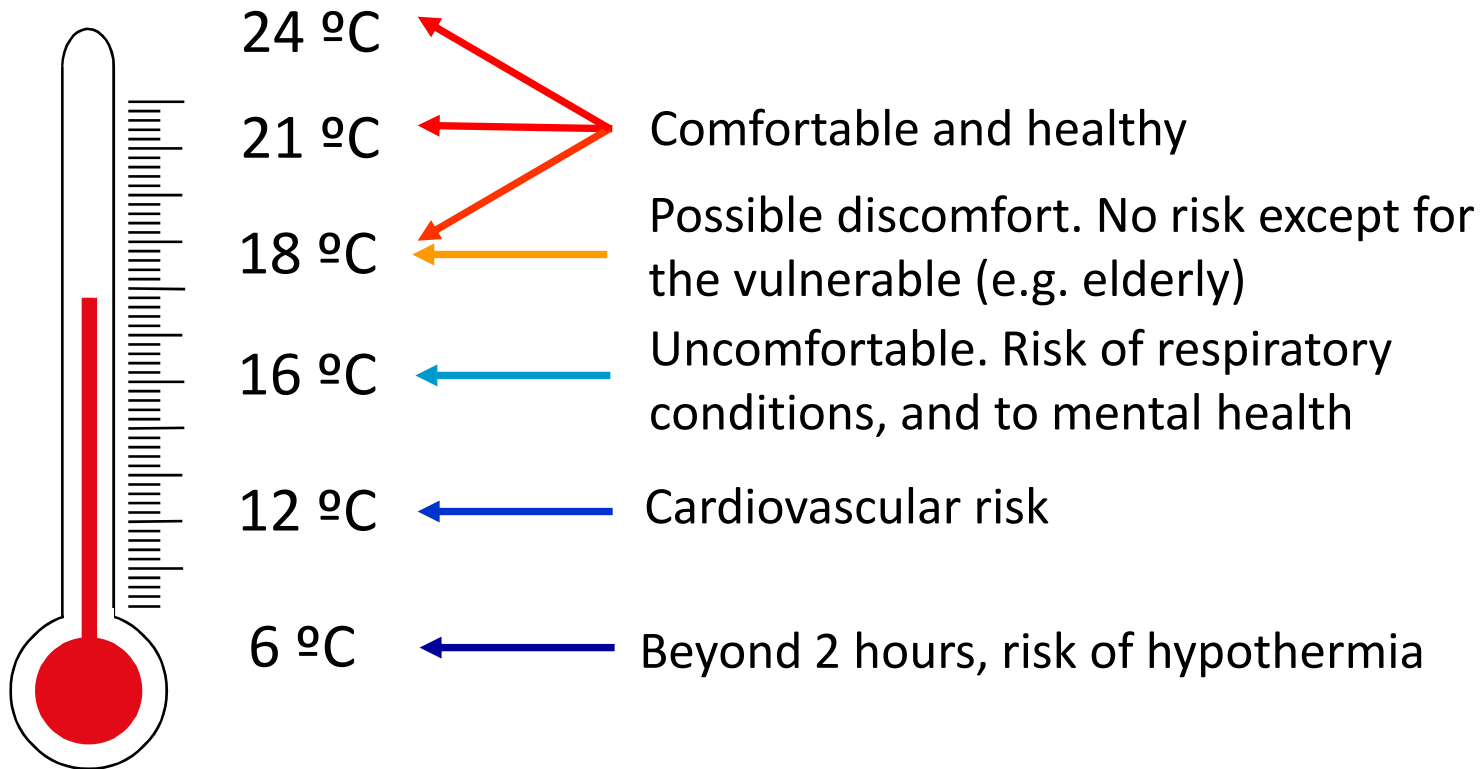 24 ºC
21 ºC
Comfortable and healthy
18 ºC
Possible discomfort. No risk except for
the vulnerable (e.g. elderly)
16 ºC
Uncomfortable. Risk of respiratory
conditions, and to mental health
12 ºC
Cardiovascular risk
6 ºC
Beyond 2 hours, risk of hypothermia